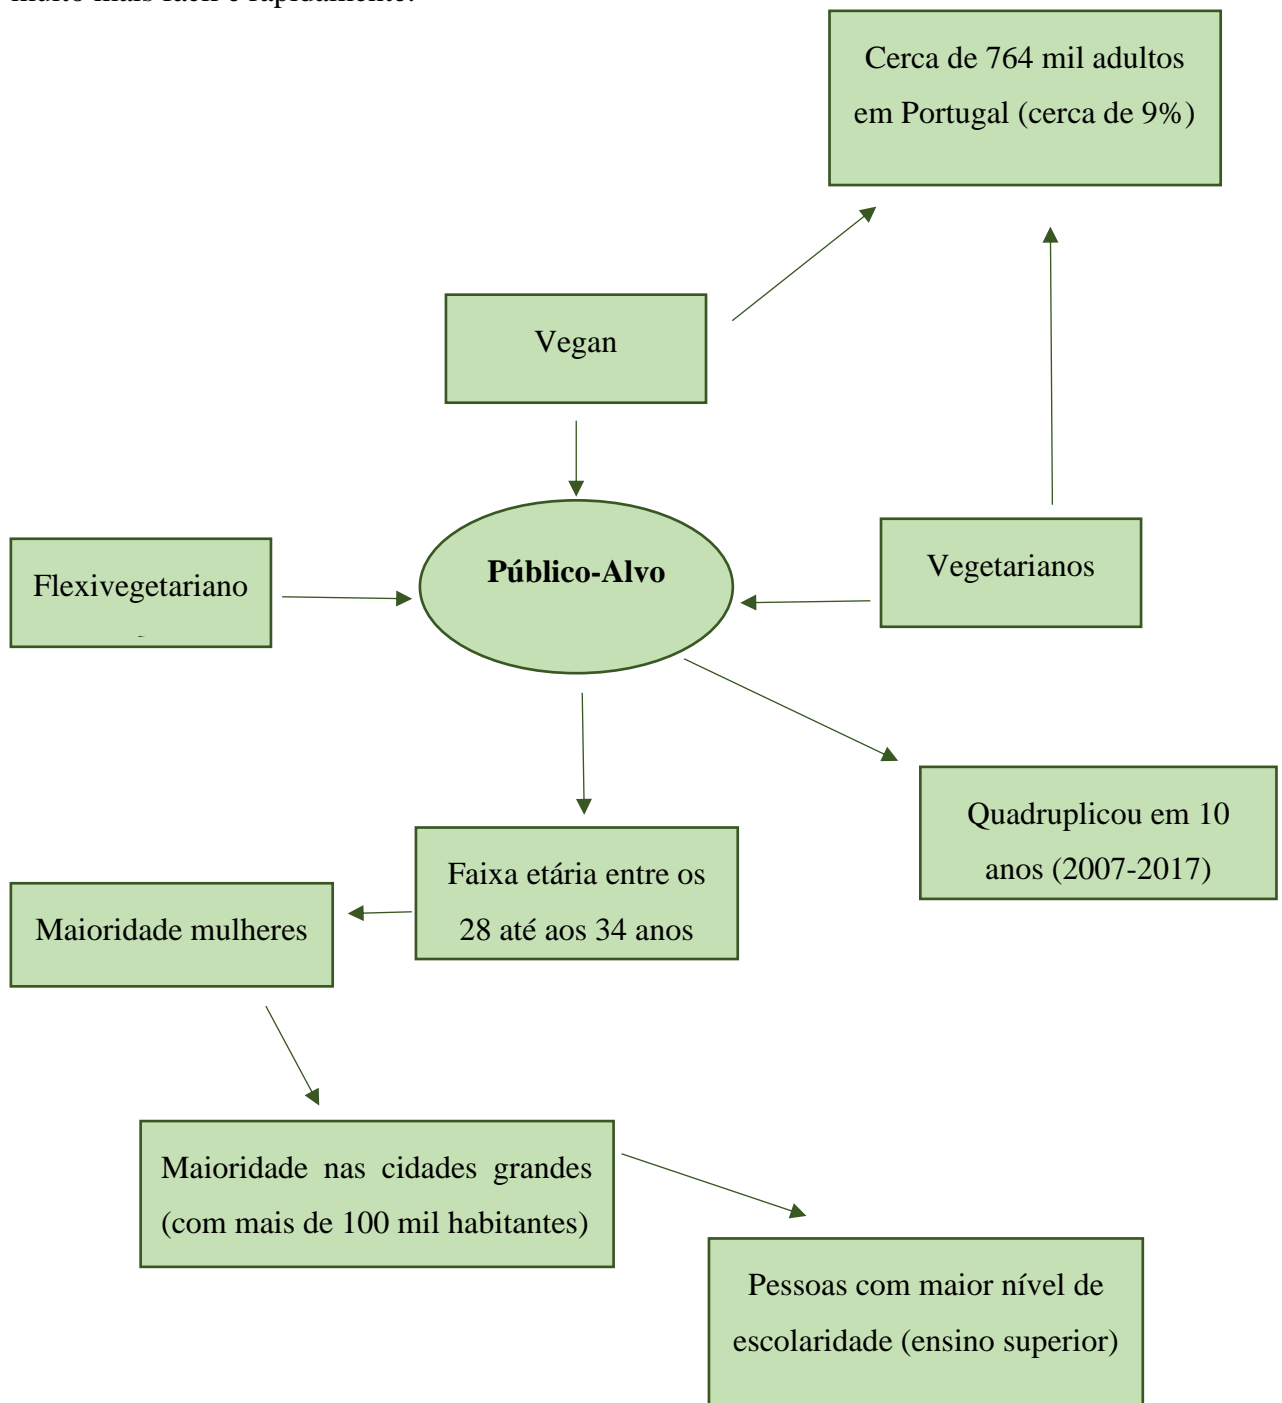 Cerca de 764 mil adultos
em Portugal (cerca de 9%)
Vegan
Público-Alvo
Vegetarianos
Flexivegetariano
Quadruplicou em 10
anos (2007-2017)
Faixa etária entre os
28 até aos 34 anos
Maioridade mulheres
Maioridade nas cidades grandes
(com mais de 100 mil habitantes)
Pessoas com maior nível de
escolaridade (ensino superior)